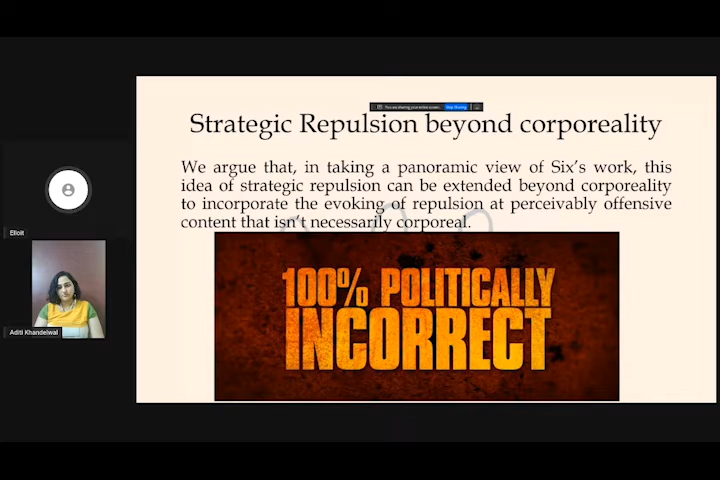 You are sharing your entire screen.
Stop Sharing
Strategic Repulsion beyond corporeality
We argue that, in taking a panoramic view of Six's work, this
idea of strategic repulsion can be extended beyond corporeality
to incorporate the evoking of repulsion at perceivably offensive
content that isn't necessarily corporeal.
100% POLITICALLY
INCORRECT
Elloit
Aditi Khandelwal